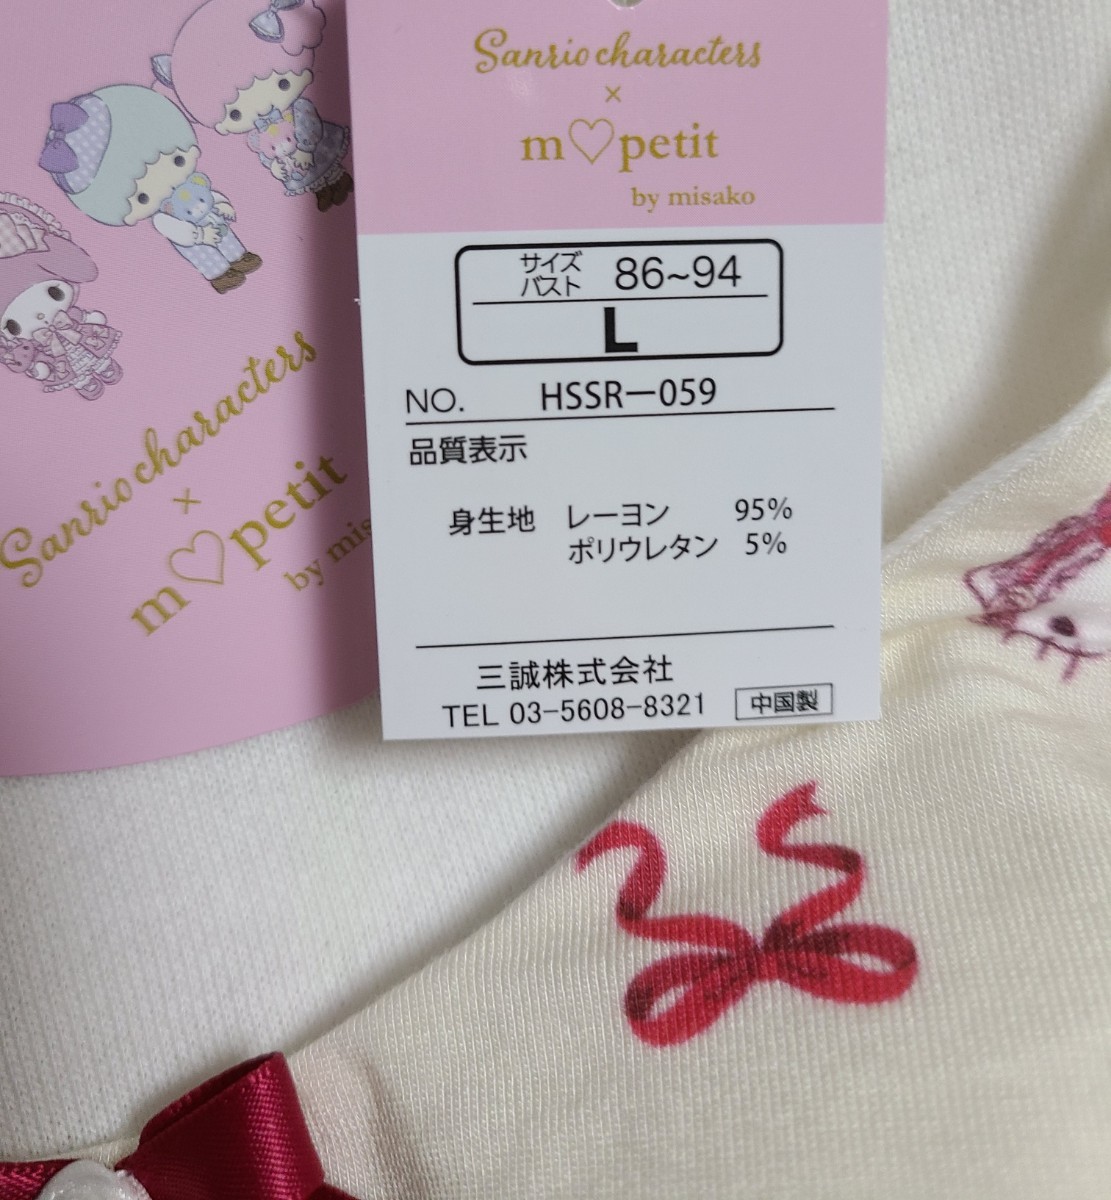 Sanrio characters
×
m♡petit
by misako
サイズ
バスト 86~94
L
NO. HSSR-059
品質表示
身生地 レーヨン 95%
ポリウレタン 5%
三誠株式会社
TEL 03-5608-8321 中国製
Sanrio characters
×
m♡petit
by mis